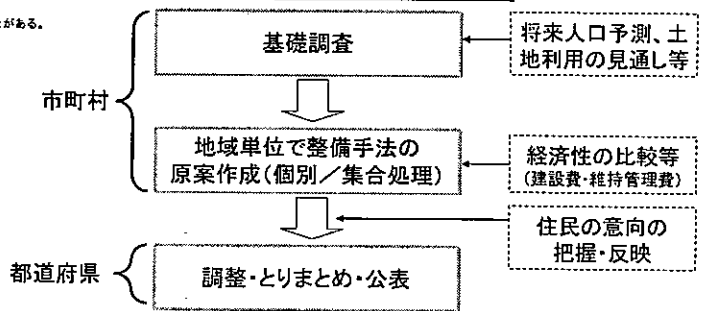 がある。
基礎調査
将来人口予測、土
地利用の見通し等
市町村
地域単位で整備手法の
原案作成(個別/集合処理)
経済性の比較等
(建設費・維持管理費)
住民の意向の
把握・反映
都道府県
調整・とりまとめ・公表